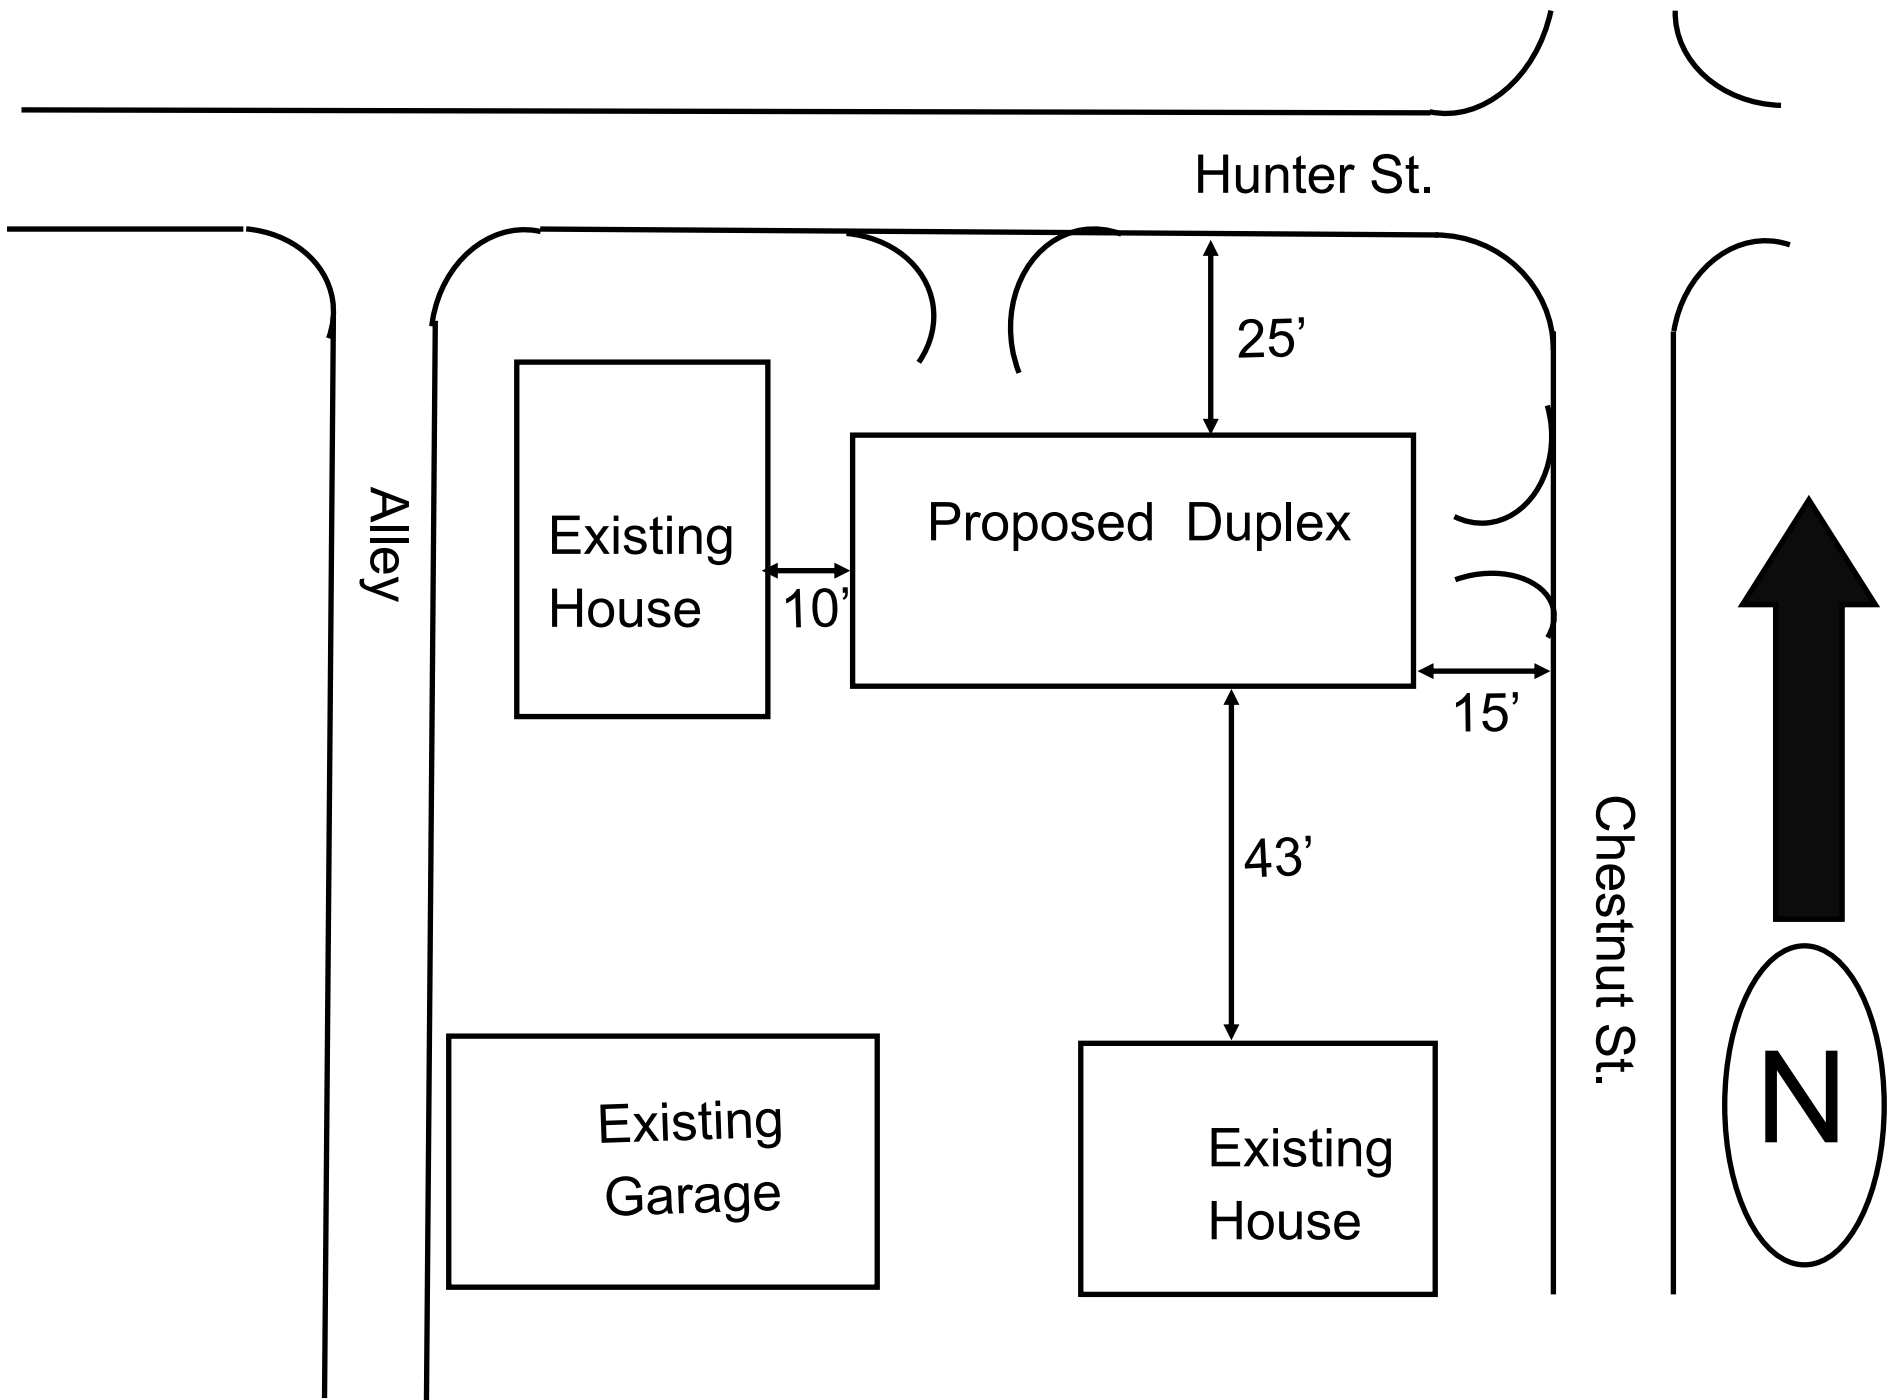 Hunter St.
25’
Alley
Existing
House
10’
Proposed Duplex
15’
43’
Chestnut St.
N
Existing
Garage
Existing
House